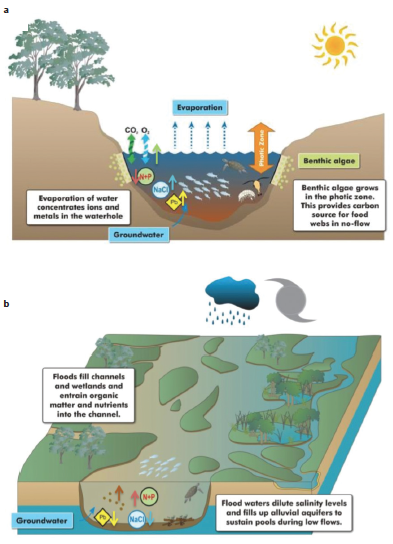 a
Evaporation
CO₂ O₂
Photic Zone
Benthic algae
N+P
NaCl
Pb
Evaporation of water
concentrates ions and
metals in the waterhole
Benthic algae grows
in the photic zone.
This provides carbon
source for food
webs in no-flow
Groundwater
b
Floods fill channels
and wetlands and
entrain organic
matter and nutrients
into the channel.
N+P
Pb
NaCl
Groundwater
Flood waters dilute salinity levels
and fills up alluvial aquifers to
sustain pools during low flows.